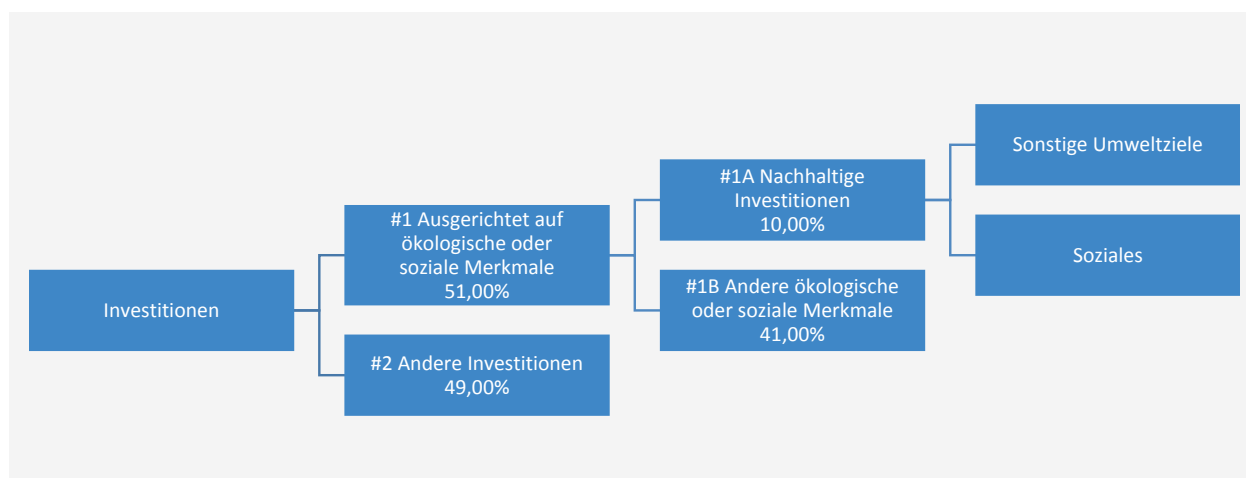 Investitionen
#1 Ausgerichtet auf
ökologische oder
soziale Merkmale
51,00%
#2 Andere Investitionen
49,00%
#1A Nachhaltige
Investitionen
10,00%
#1B Andere ökologische
oder soziale Merkmale
41,00%
Sonstige Umweltziele
Soziales